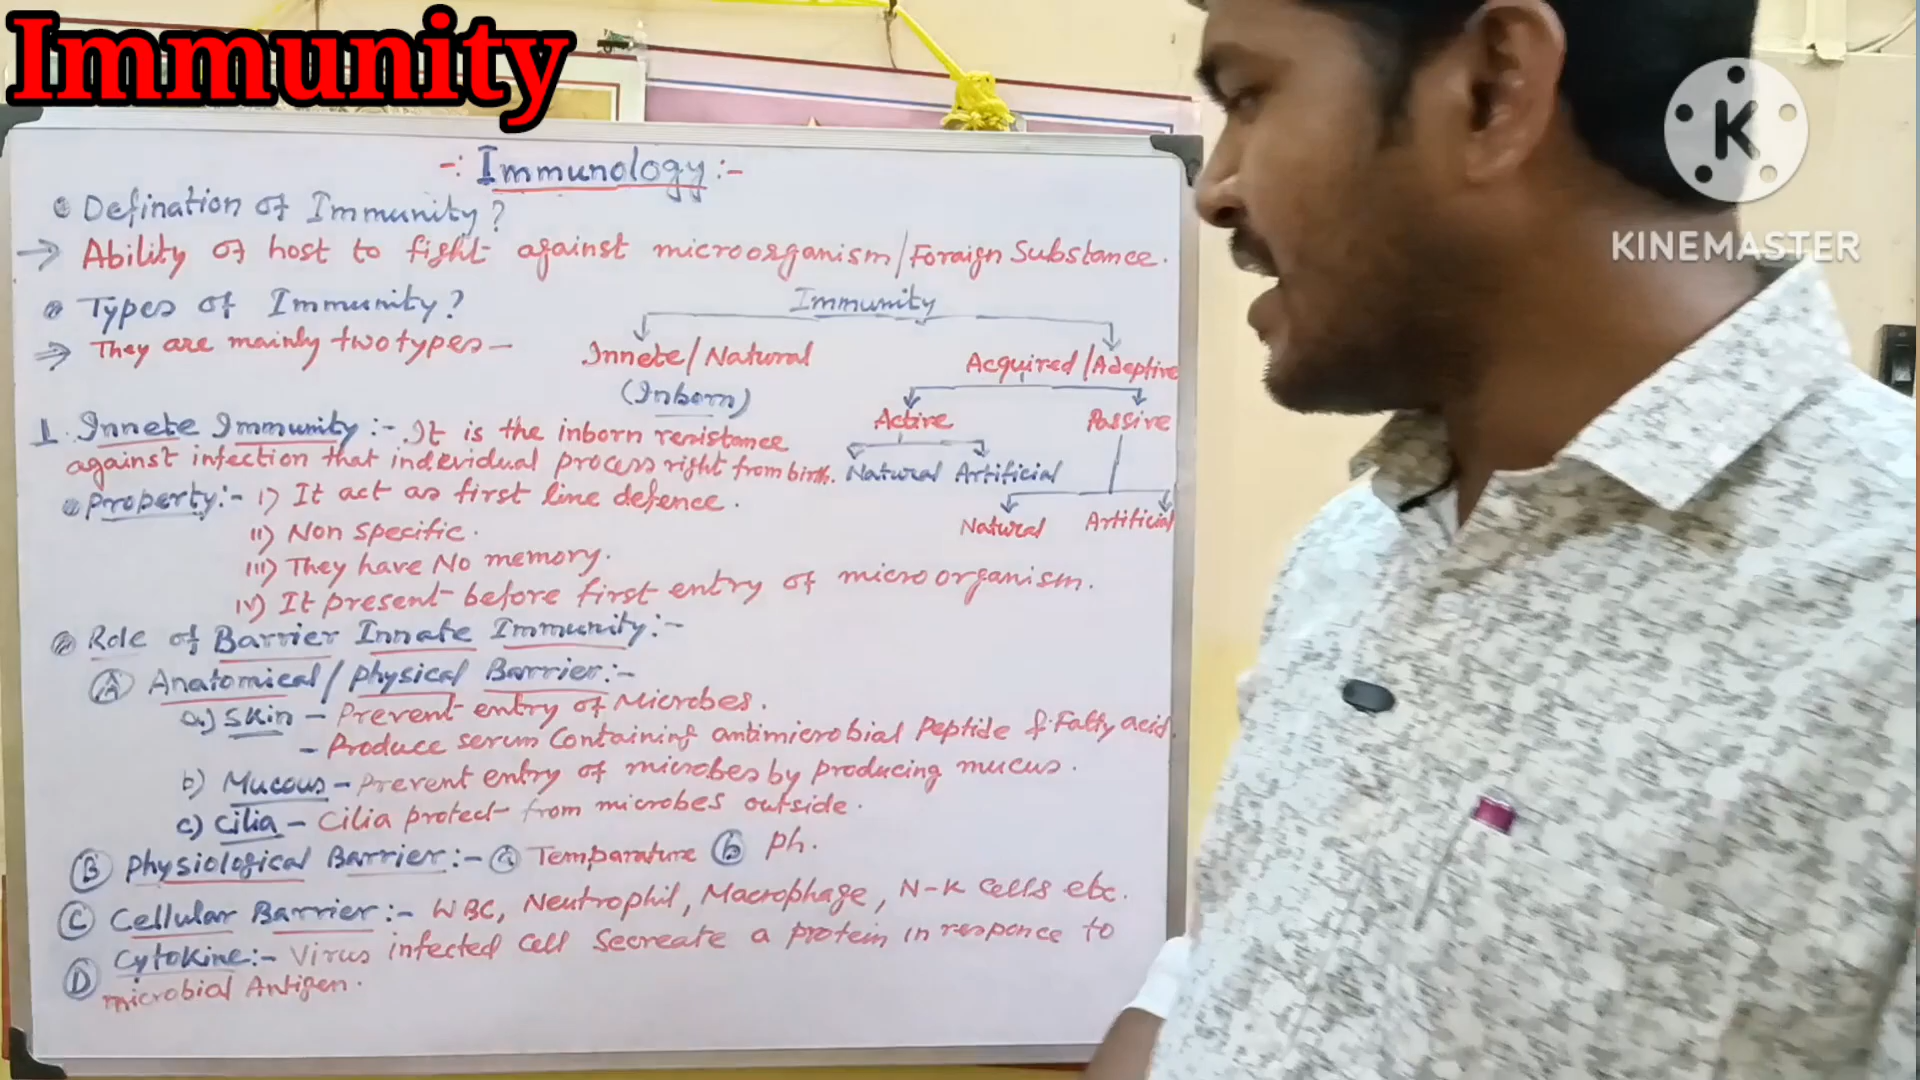 Immunity
K
KINEMASTER
-: Immunology :-
Defination of Immunity?
→ Ability of host to fight against microorganism/Foraign Substance.
Types of Immunity?
⇒ They are mainly two types —
Immunity
Innete/Natural
(Inborn)
Acquired/Adaptive
Active
Passive
Natural Artificial
Natural Artificial
1. Innete Immunity :- It is the inborn resistance
against infection that individual process right from birth.
Property :- i) It act as first line defence.
ii) Non specific.
iii) They have No memory.
iv) It present before first entry of microorganism.
Role of Barrier Innate Immunity :-
(A) Anatomical/Physical Barrier :-
a) Skin – Prevent entry of Microbes.
– Produce serum Containing antimicrobial Peptide & Fatty acid.
b) Mucous – Prevent entry of microbes by producing mucus.
c) Cilia – Cilia protect from microbes outside.
(B) Physiological Barrier :- (a) Temparature (b) Ph.
(C) Cellular Barrier :- WBC, Neutrophil, Macrophage, N-K cells etc.
(D) Cytokine :- Virus infected cell Secreate a protein in responce to
microbial Antigen.